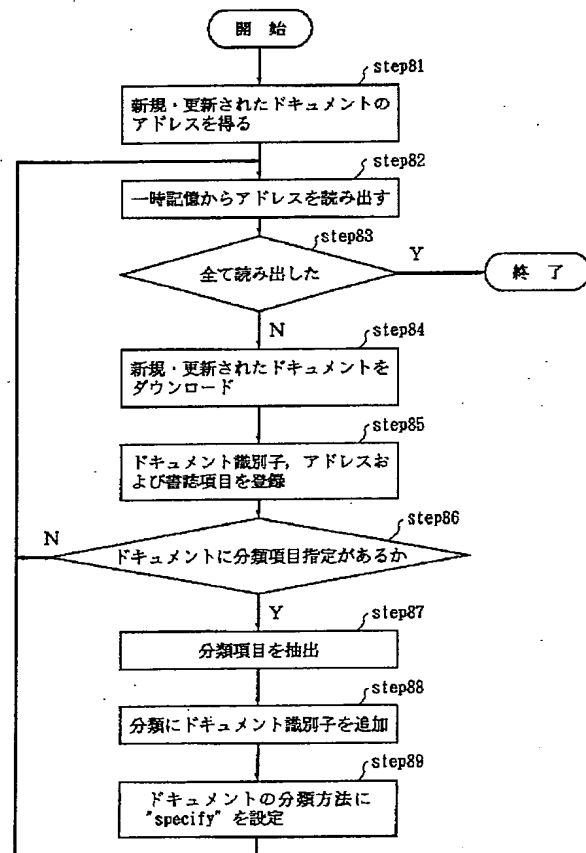 開 始
step81
新規・更新されたドキュメントの
アドレスを得る
step82
一時記憶からアドレスを読み出す
step83
全て読み出した
Y
終 了
N
step84
新規・更新されたドキュメントを
ダウンロード
step85
ドキュメント識別子，アドレスお
よび書誌項目を登録
step86
N
ドキュメントに分類項目指定があるか
Y
step87
分類項目を抽出
step88
分類にドキュメント識別子を追加
step89
ドキュメントの分類方法に
"specify" を設定